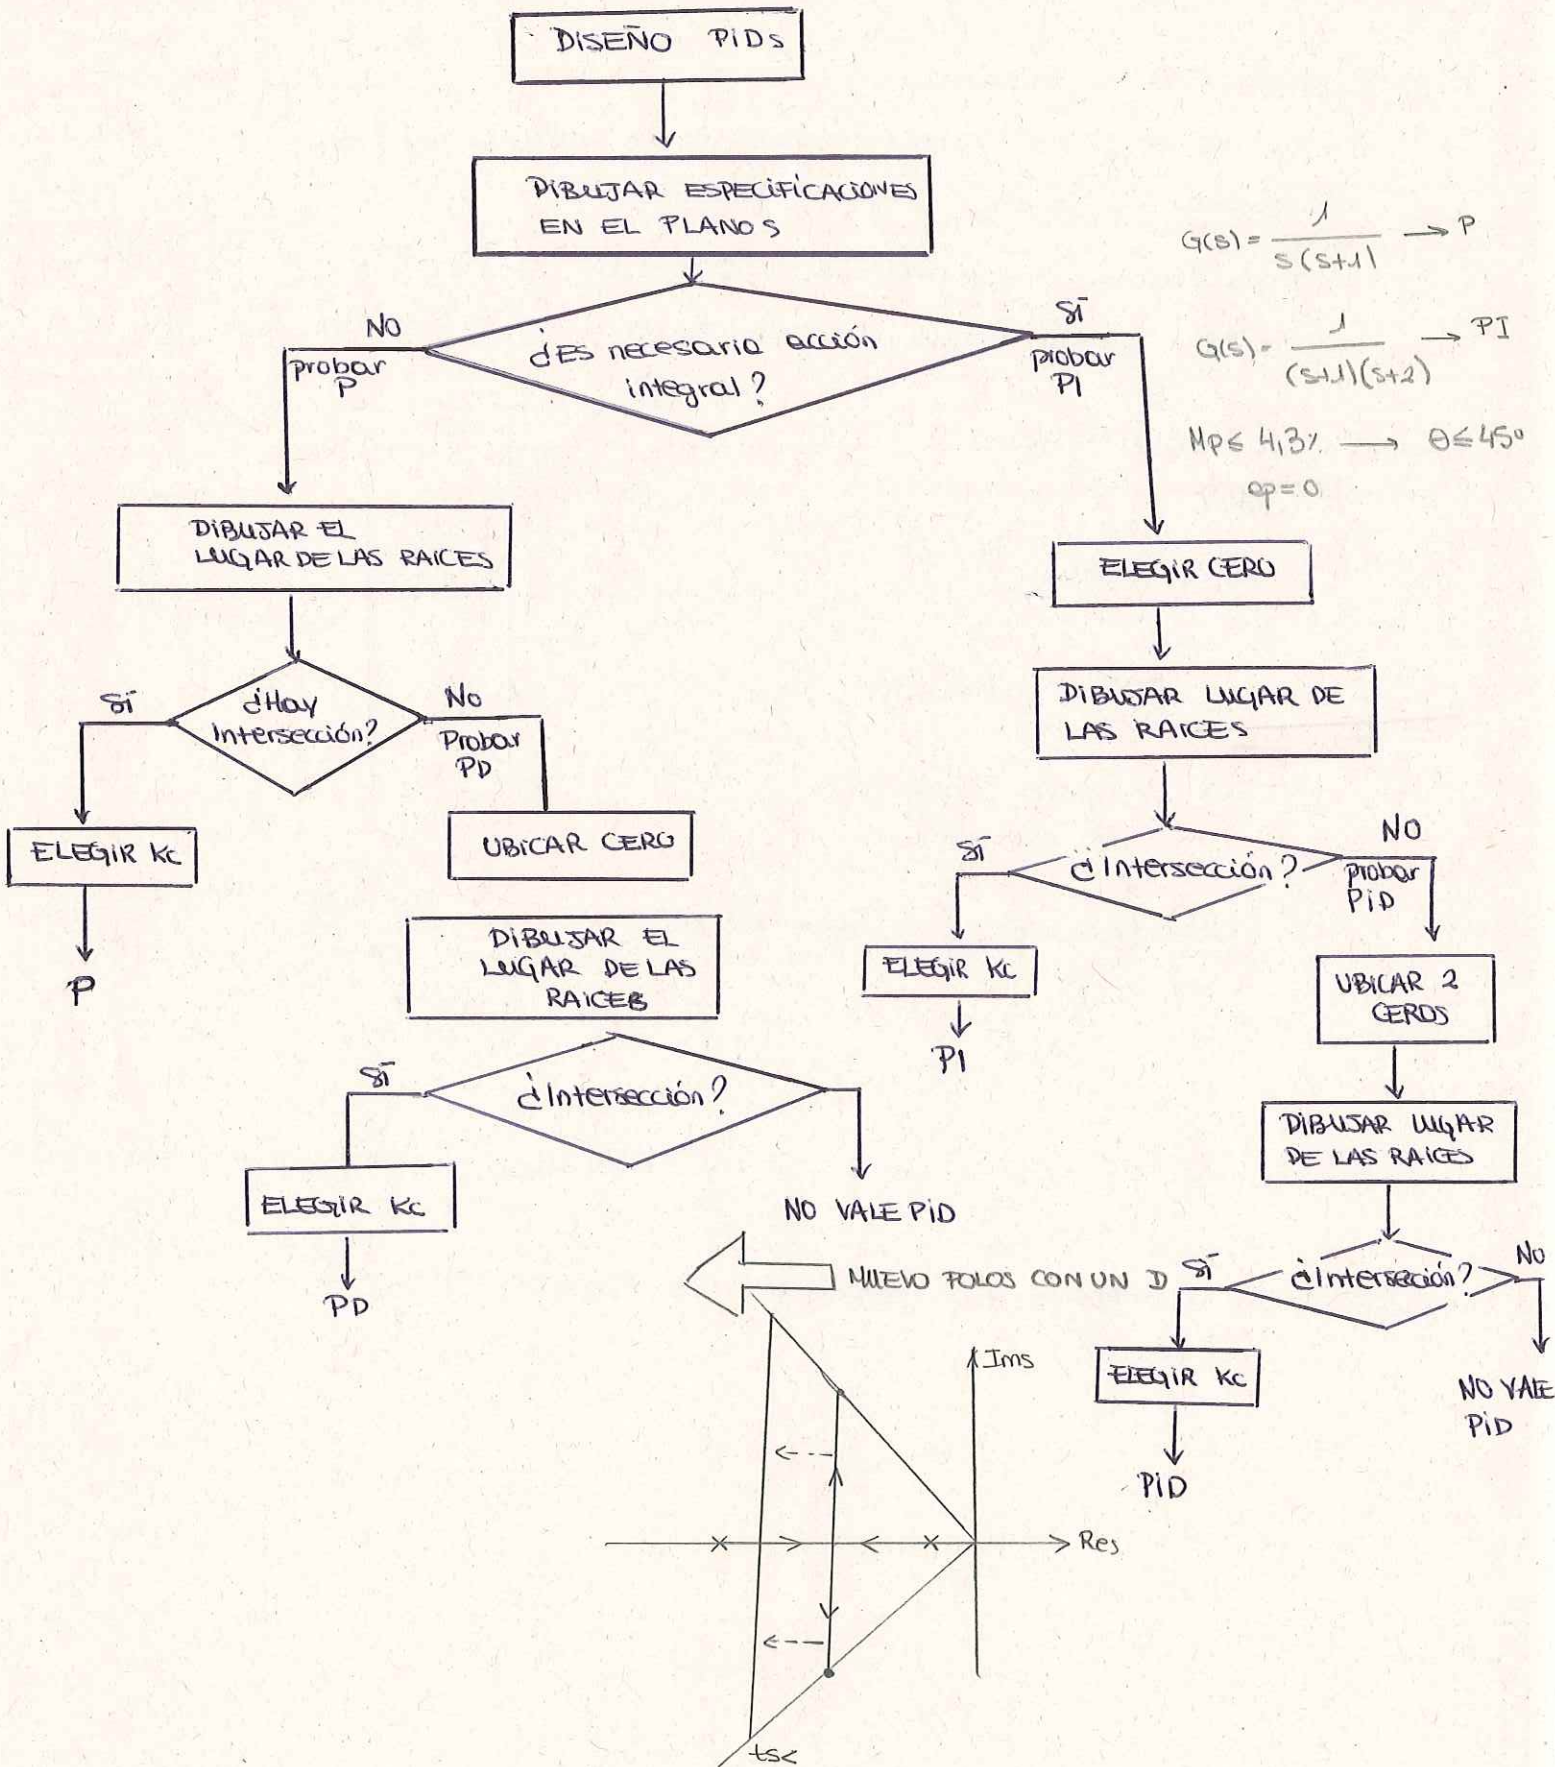 DISEÑO PIDs
DIBUJAR ESPECIFICACIONES
EN EL PLANO S
¿ES necesaria acción
integral?
NO
probar
P
SÍ
probar
PI
G(s) = 1 / s(s+1) → P
G(s) = 1 / (s+1)(s+2) → PI
Mp ≤ 4,3% → θ ≤ 45º
ep = 0
DIBUJAR EL
LUGAR DE LAS RAICES
¿Hay
Intersección?
SÍ
NO
Probar
PD
ELEGIR Kc
P
UBICAR CERO
DIBUJAR EL
LUGAR DE LAS
RAICES
¿Intersección?
SÍ
ELEGIR Kc
PD
NO VALE PID
ELEGIR CERO
DIBUJAR LUGAR DE
LAS RAICES
¿Intersección?
SÍ
NO
probar
PID
ELEGIR Kc
PI
UBICAR 2
CEROS
DIBUJAR LUGAR
DE LAS RAICES
¿Interseción?
SÍ
NO
ELEGIR Kc
PID
NO VALE
PID
MUEVO POLOS CON UN D
Ims
Res
ts<